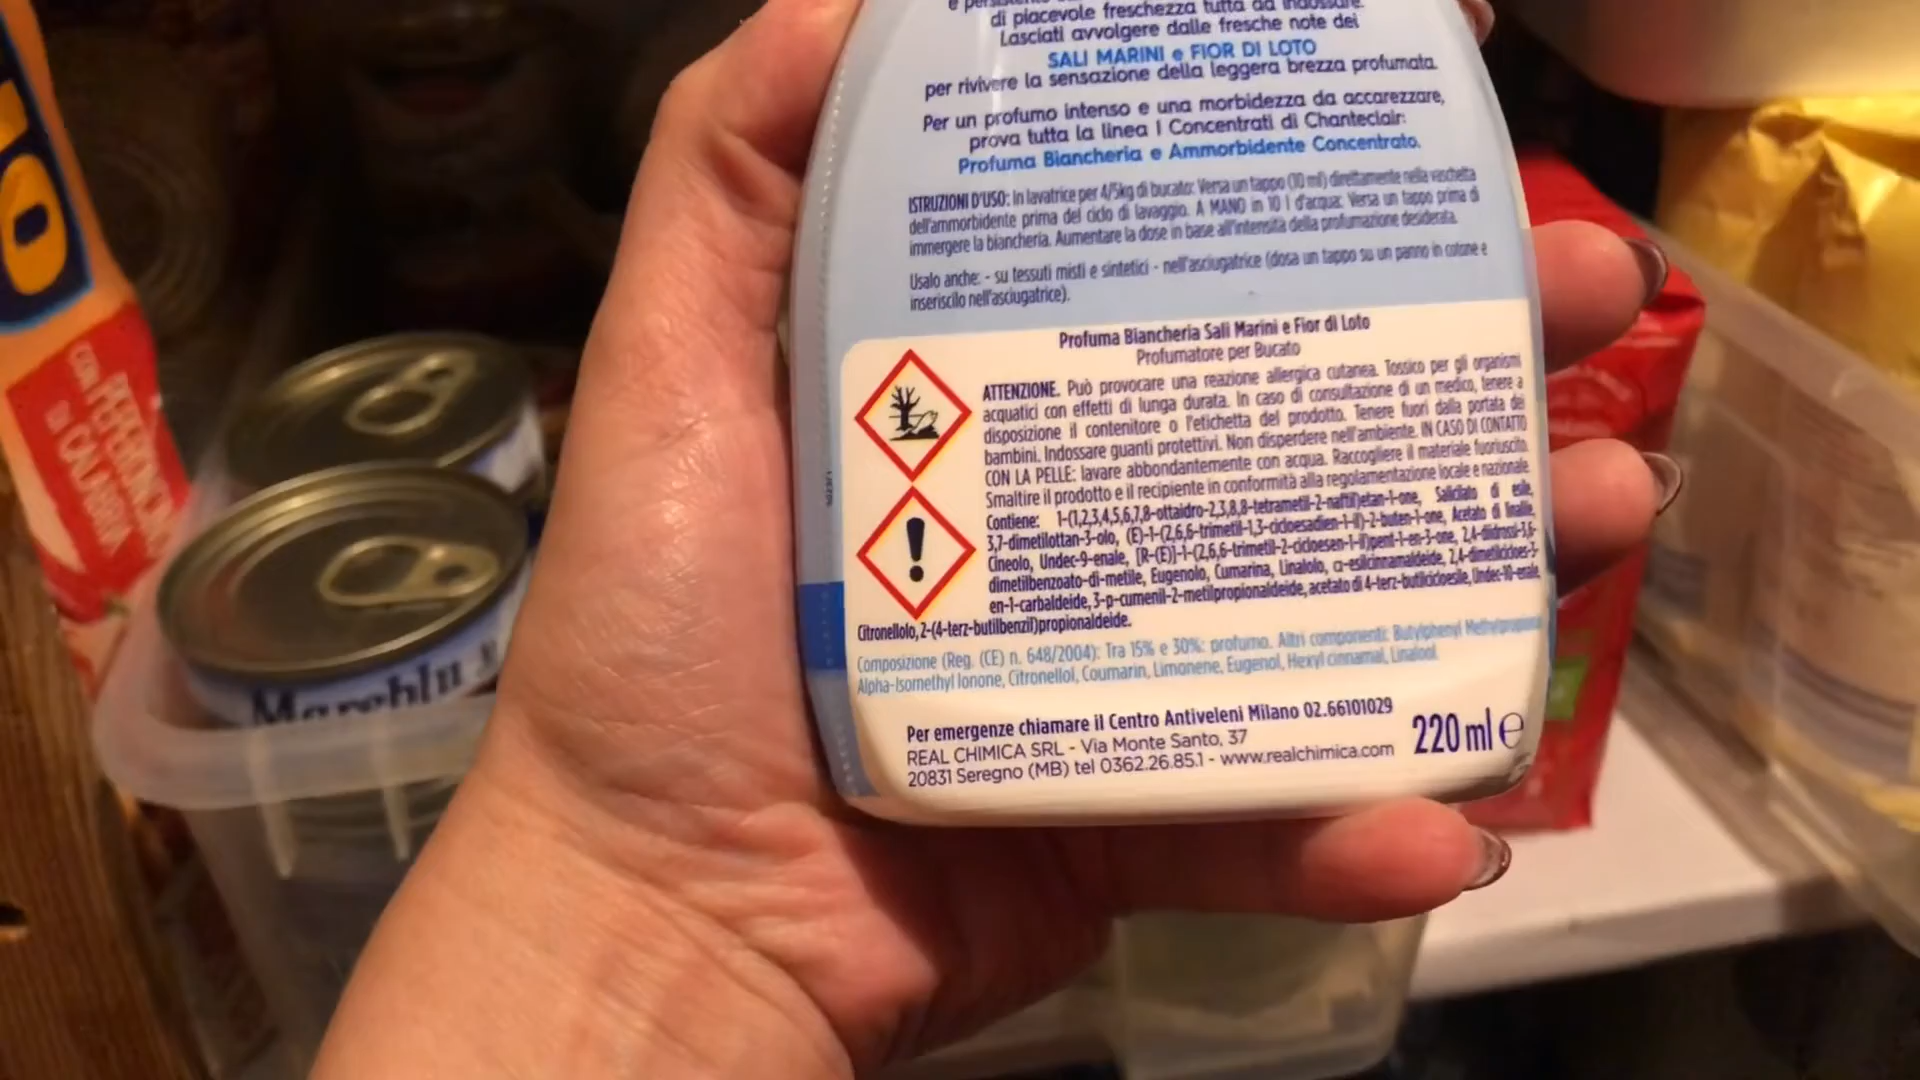 di piacevole freschezza tutta da indossare.
Lasciati avvolgere dalle fresche note dei
SALI MARINI e FIOR DI LOTO
per rivivere la sensazione della leggera brezza profumata.
Per un profumo intenso e una morbidezza da accarezzare,
prova tutta la linea I Concentrati di Chanteclair:
Profuma Biancheria e Ammorbidente Concentrato.
ISTRUZIONI D'USO: In lavatrice per 4/5kg di bucato: Versa un tappo (10 ml) direttamente nella vaschetta
dell'ammorbidente prima del ciclo di lavaggio. A MANO in 10 l d'acqua: Versa un tappo prima di
immergere la biancheria. Aumentare la dose in base all'intensità della profumazione desiderata.
Usalo anche: - su tessuti misti e sintetici - nell'asciugatrice (dosa un tappo su un panno in cotone e
inseriscilo nell'asciugatrice).
Profuma Biancheria Sali Marini e Fior di Loto
Profumatore per Bucato
ATTENZIONE. Può provocare una reazione allergica cutanea. Tossico per gli organismi
acquatici con effetti di lunga durata. In caso di consultazione di un medico, tenere a
disposizione il contenitore o l'etichetta del prodotto. Tenere fuori dalla portata dei
bambini. Indossare guanti protettivi. Non disperdere nell'ambiente. IN CASO DI CONTATTO
CON LA PELLE: lavare abbondantemente con acqua. Raccogliere il materiale fuoriuscito.
Smaltire il prodotto e il recipiente in conformità alla regolamentazione locale e nazionale.
Contiene: 1-(1,2,3,4,5,6,7,8-ottaidro-2,3,8,8-tetrametil-2-naftil)etan-1-one, Salicilato di esile,
3,7-dimetilottan-3-olo, (E)-1-(2,6,6-trimetil-1,3-cicloesadien-1-il)-2-buten-1-one, Acetato di linalile,
Cineolo, Undec-9-enale, [R-(E)]-1-(2,6,6-trimetil-2-cicloesen-1-il)pent-1-en-3-one, 2,4-diidrossi-3,6-
dimetilbenzoato-di-metile, Eugenolo, Cumarina, Linalolo, α-esilcinnamaldeide, 2,4-dimetilcicloes-3-
en-1-carbaldeide, 3-p-cumenil-2-metilpropionaldeide, acetato di 4-terz-butilcicloesile, Undec-10-enale,
Citronellolo, 2-(4-terz-butilbenzil)propionaldeide.
Composizione (Reg. (CE) n. 648/2004): Tra 15% e 30%: profumo. Altri componenti: Butylphenyl Methylpropional
Alpha-Isomethyl Ionone, Citronellol, Coumarin, Limonene, Eugenol, Hexyl cinnamal, Linalool.
Per emergenze chiamare il Centro Antiveleni Milano 02.66101029
REAL CHIMICA SRL - Via Monte Santo, 37
20831 Seregno (MB) tel 0362.26.85.1 - www.realchimica.com
220 ml e
CON PEPERONCINO
DI CALABRIA
Mareblu